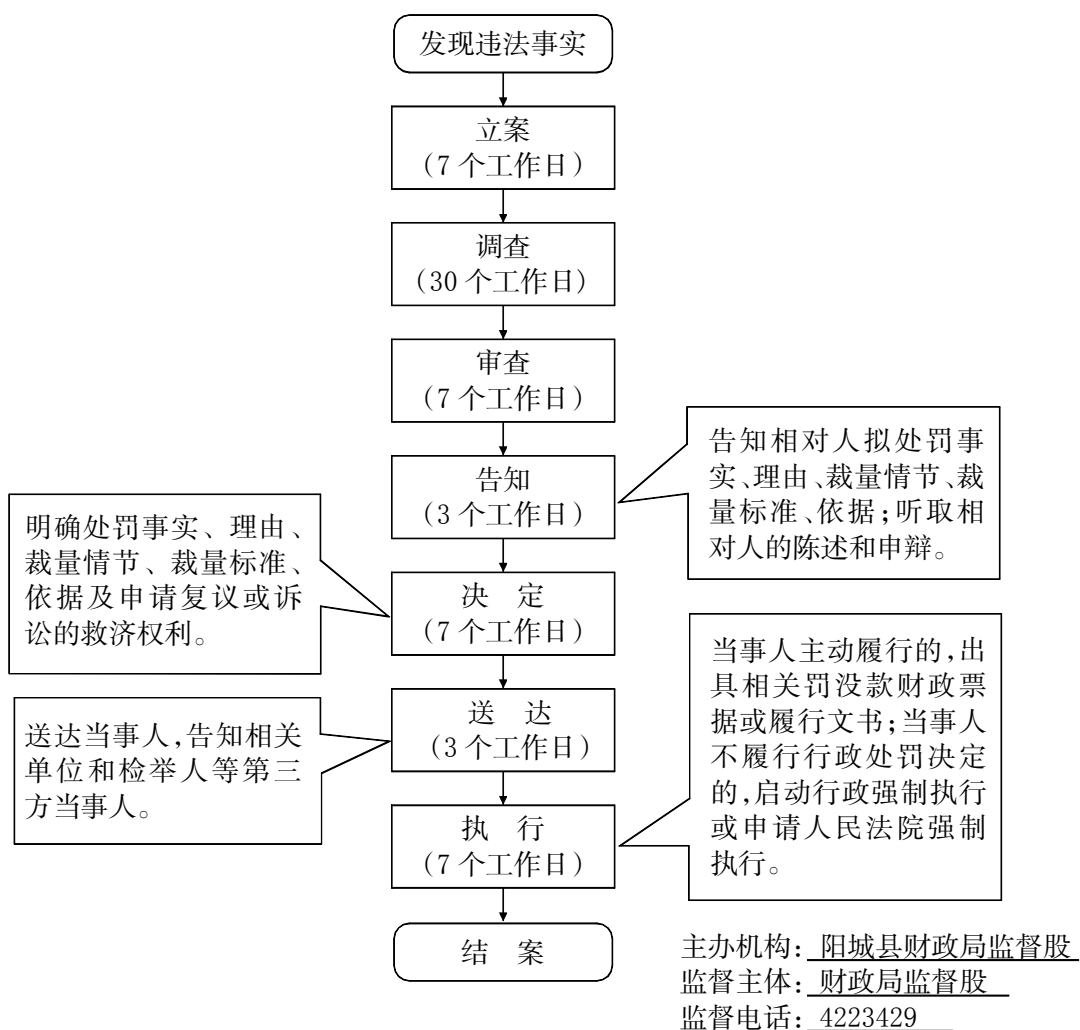 发现违法事实
立案
(7 个工作日)
调查
(30 个工作日)
审查
(7 个工作日)
告知
(3 个工作日)
告知相对人拟处罚事
实、理由、裁量情节、裁
量标准、依据;听取相
对人的陈述和申辩。
明确处罚事实、理由、
裁量情节、裁量标准、
依据及申请复议或诉
讼的救济权利。
决 定
(7 个工作日)
送 达
(3 个工作日)
送达当事人,告知相关
单位和检举人等第三
方当事人。
执 行
(7 个工作日)
当事人主动履行的,出
具相关罚没款财政票
据或履行文书;当事人
不履行行政处罚决定
的,启动行政强制执行
或申请人民法院强制
执行。
结 案
主办机构: 阳城县财政局监督股
监督主体: 财政局监督股
监督电话: 4223429